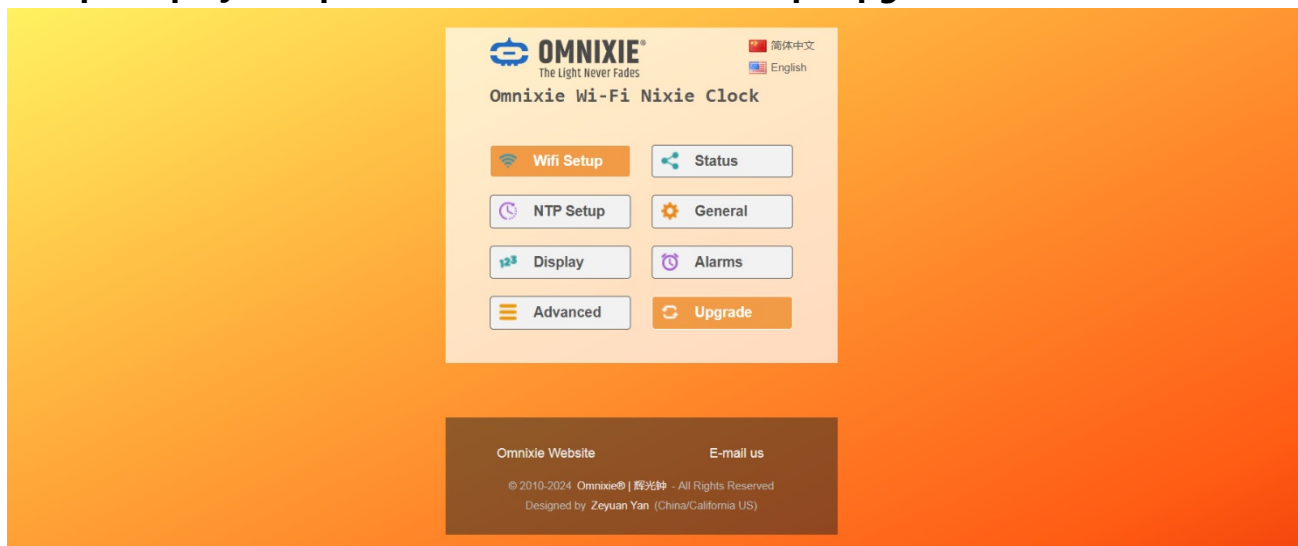 OMNIXIE®
The Light Never Fades
简体中文
English
Omnixie Wi-Fi Nixie Clock
Wifi Setup
Status
NTP Setup
General
123 Display
Alarms
Advanced
Upgrade
Omnixie Website
E-mail us
© 2010-2024 Omnixie® | 辉光钟 - All Rights Reserved
Designed by Zeyuan Yan (China/California US)